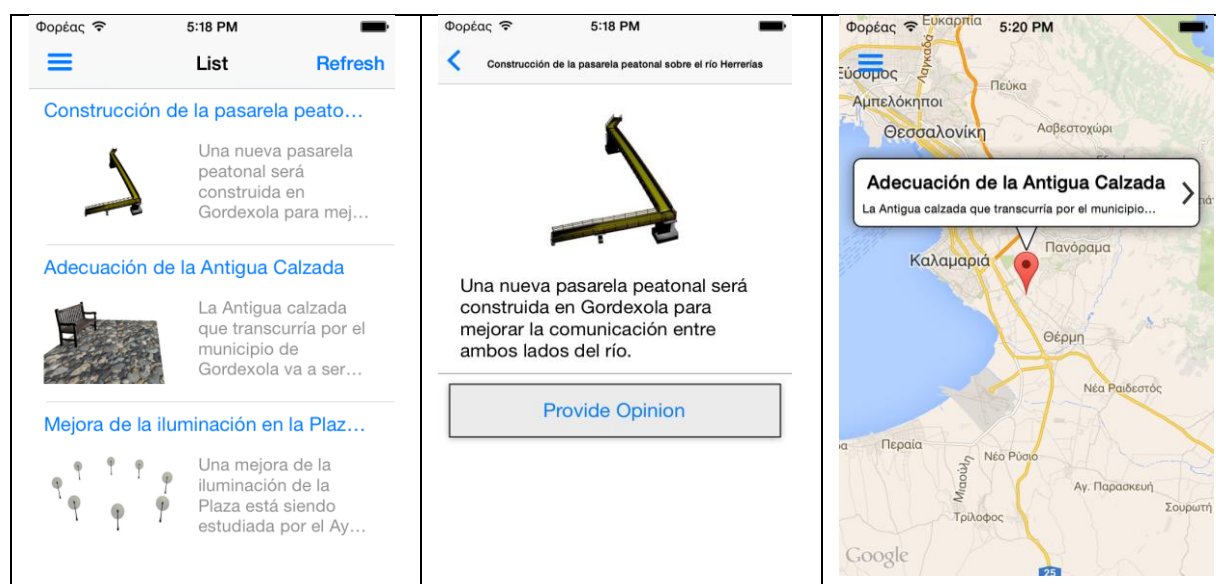 Φορέας 5:18 PM
List Refresh
Construcción de la pasarela peato...
Una nueva pasarela
peatonal será
construida en
Gordexola para mej...
Adecuación de la Antigua Calzada
La Antigua calzada
que transcurría por el
municipio de
Gordexola va a ser...
Mejora de la iluminación en la Plaz...
Una mejora de la
iluminación de la
Plaza está siendo
estudiada por el Ay...
Φορέας 5:18 PM
Construcción de la pasarela peatonal sobre el río Herrerías
Una nueva pasarela peatonal será
construida en Gordexola para
mejorar la comunicación entre
ambos lados del río.
Provide Opinion
Φορέας 5:20 PM
Ευκαρπία
Λαγκαδά
Εύοσμος
Πεύκα
Αμπελόκηποι
Θεσσαλονίκη
Ασβεστοχώρι
Adecuación de la Antigua Calzada
La Antigua calzada que transcurría por el municipio...
Πανόραμα
Καλαμαριά
Θέρμη
Νέα Ραιδεστός
Περαία
Νέο Ρύσιο
Μιαούλη
Αγ. Παρασκευή
Σουρωτή
Τρίλοφος
Google
25